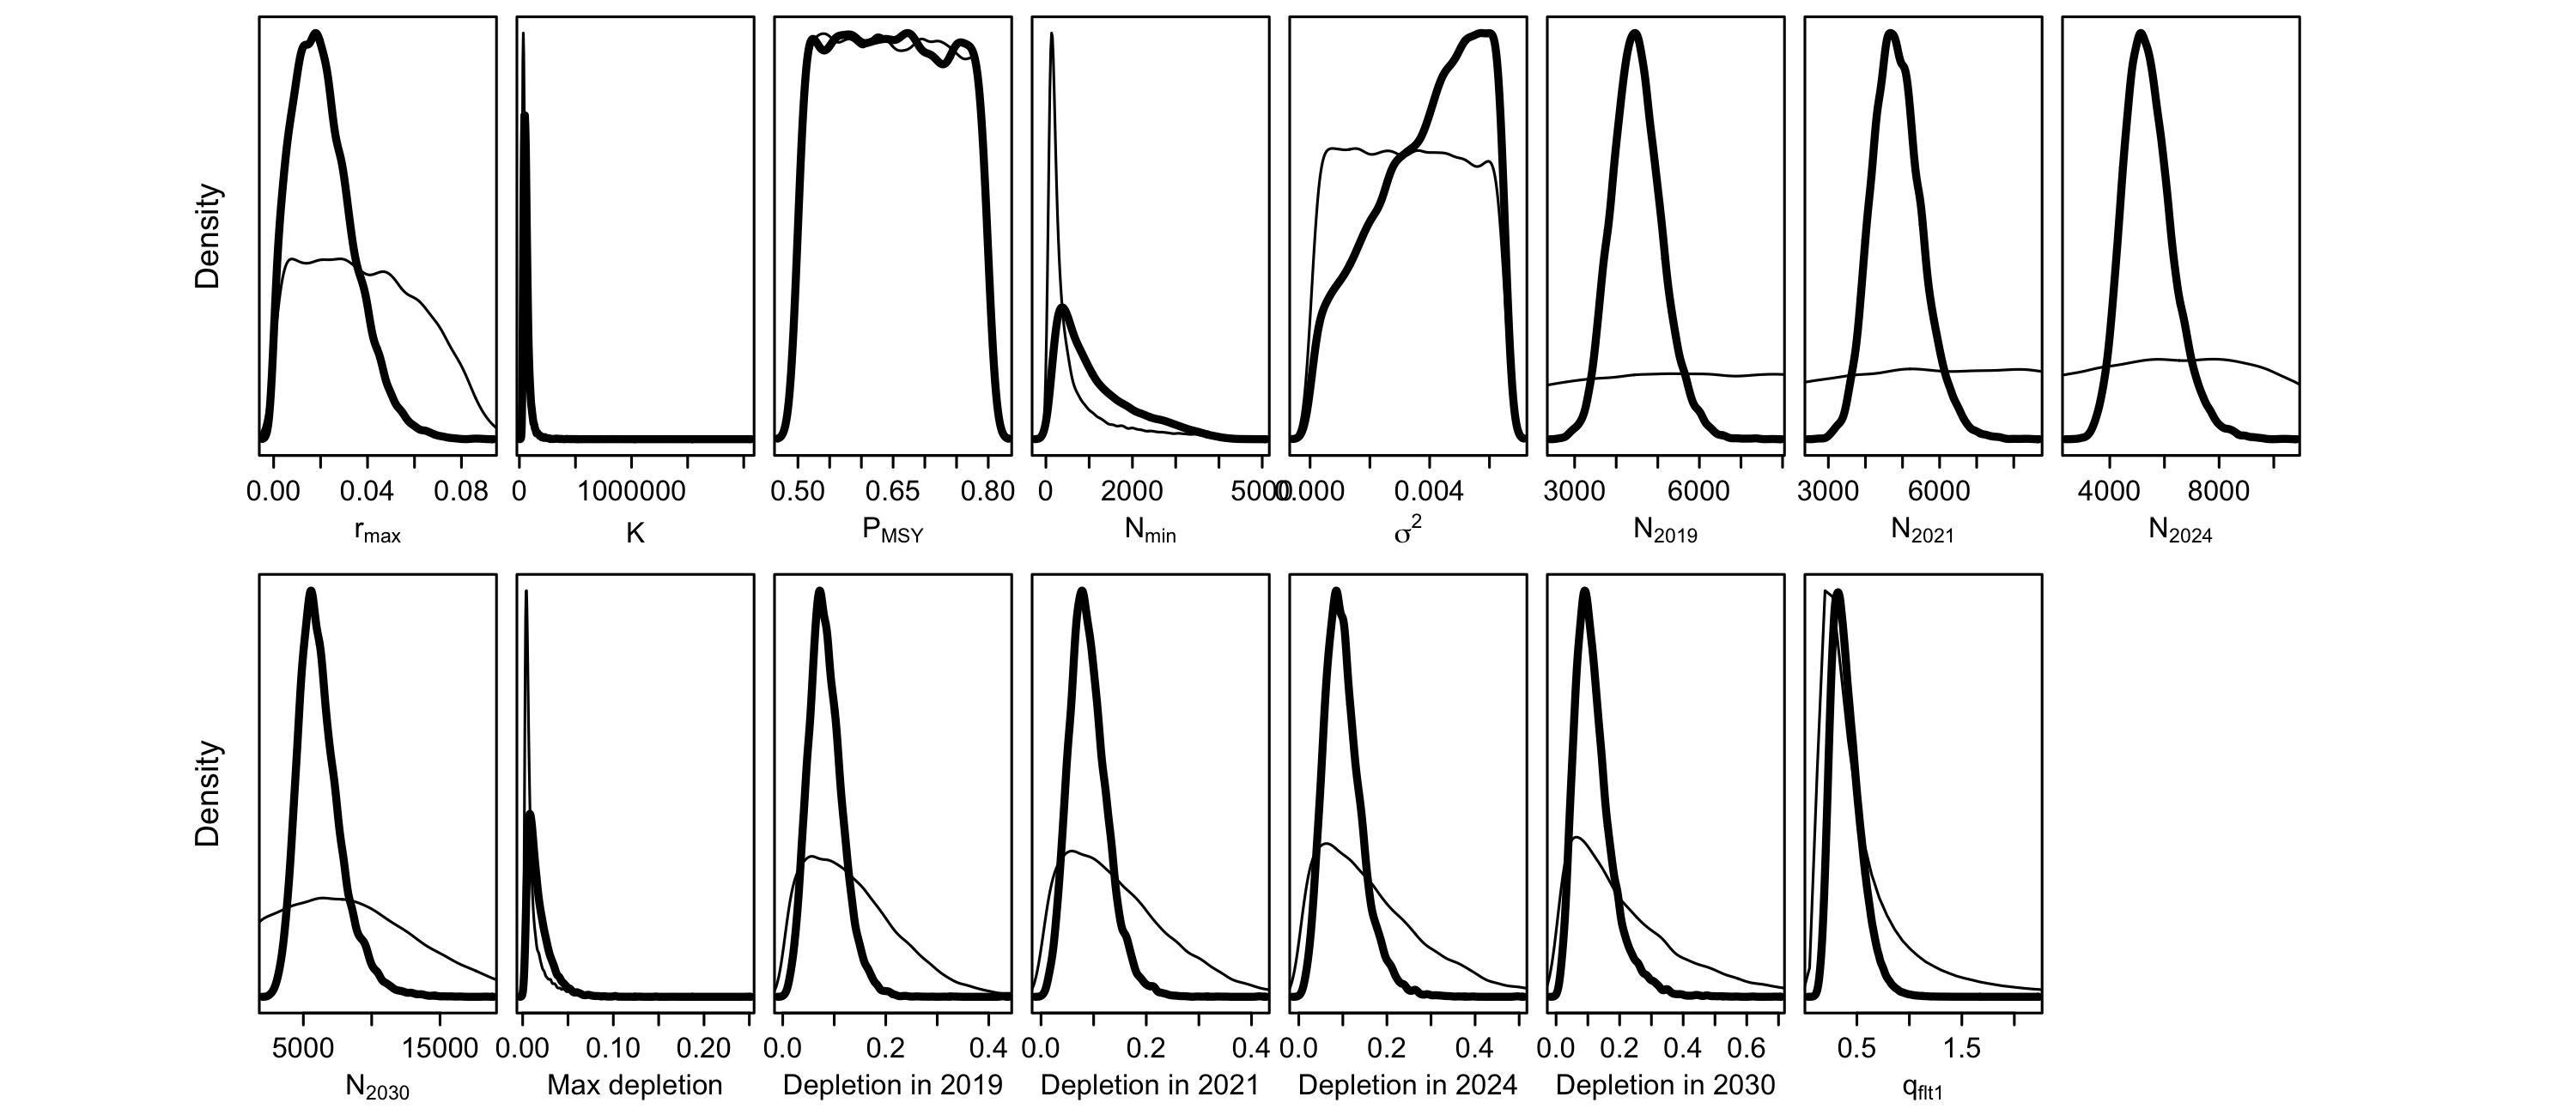 Density
0.00 0.04 0.08
r_max
0 1000000
K
0.50 0.65 0.80
P_MSY
0 2000 5000
N_min
0.000 0.004
σ²
3000 6000
N_2019
3000 6000
N_2021
4000 8000
N_2024
Density
5000 15000
N_2030
0.00 0.10 0.20
Max depletion
0.0 0.2 0.4
Depletion in 2019
0.0 0.2 0.4
Depletion in 2021
0.0 0.2 0.4
Depletion in 2024
0.0 0.2 0.4 0.6
Depletion in 2030
0.5 1.5
q_flt1